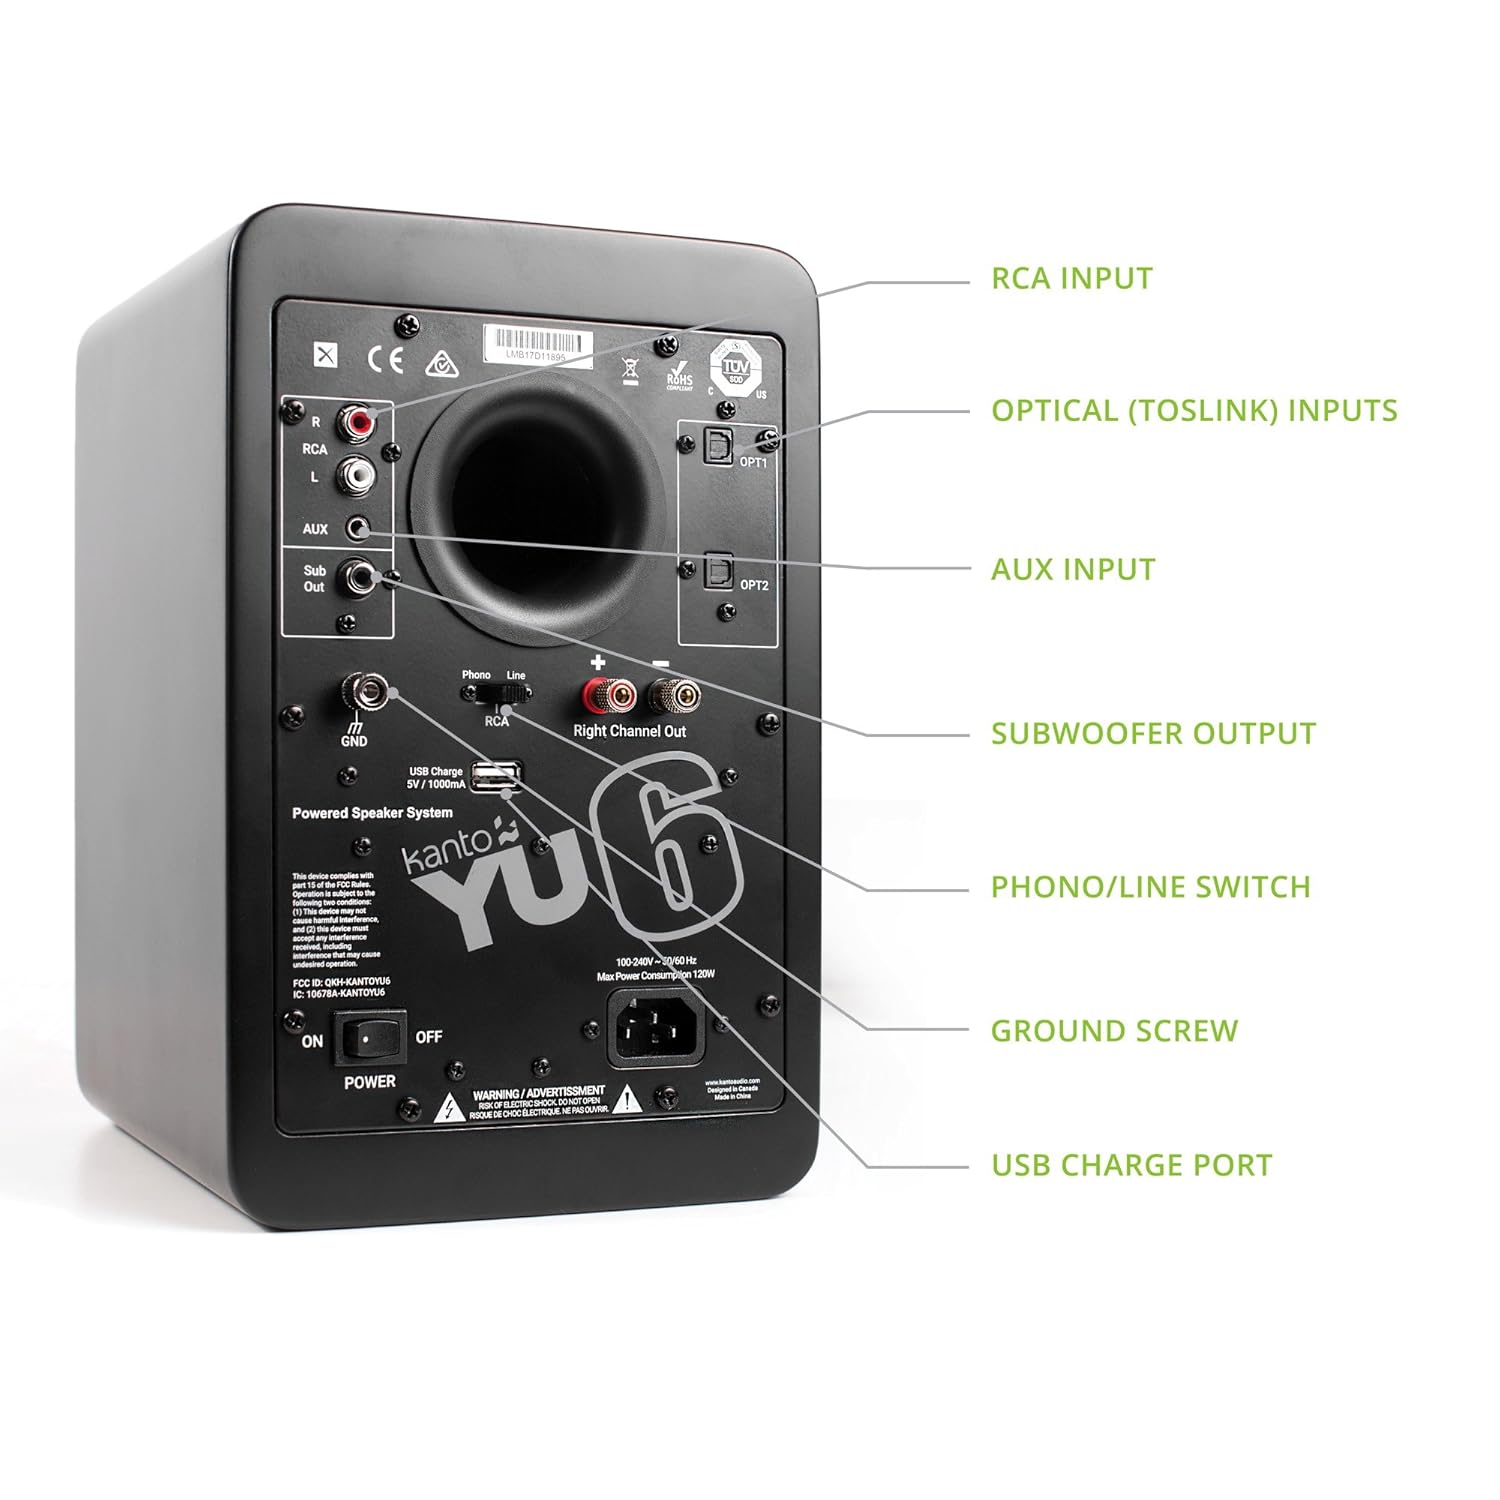 RCA INPUT
OPTICAL (TOSLINK) INPUTS
AUX INPUT
SUBWOOFER OUTPUT
PHONO/LINE SWITCH
GROUND SCREW
USB CHARGE PORT
LMB17D11895
CE
RoHS
COMPLIANT
TÜV
SÜD
C US
R
RCA
L
AUX
Sub
Out
OPT1
OPT2
GND
Phono Line
RCA
+ −
Right Channel Out
USB Charge
5V / 1000mA
Powered Speaker System
kanto
YU6
This device complies with
part 15 of the FCC Rules.
Operation is subject to the
following two conditions:
(1) This device may not
cause harmful interference,
and (2) this device must
accept any interference
received, including
interference that may cause
undesired operation.
FCC ID: QKH-KANTOYU6
IC: 10678A-KANTOYU6
100-240V ~ 50/60 Hz
Max Power Consumption 120W
ON
OFF
POWER
WARNING / ADVERTISSMENT
RISK OF ELECTRIC SHOCK. DO NOT OPEN
RISQUE DE CHOC ÉLECTRIQUE. NE PAS OUVRIR.
www.kantoaudio.com
Designed in Canada
Made in China